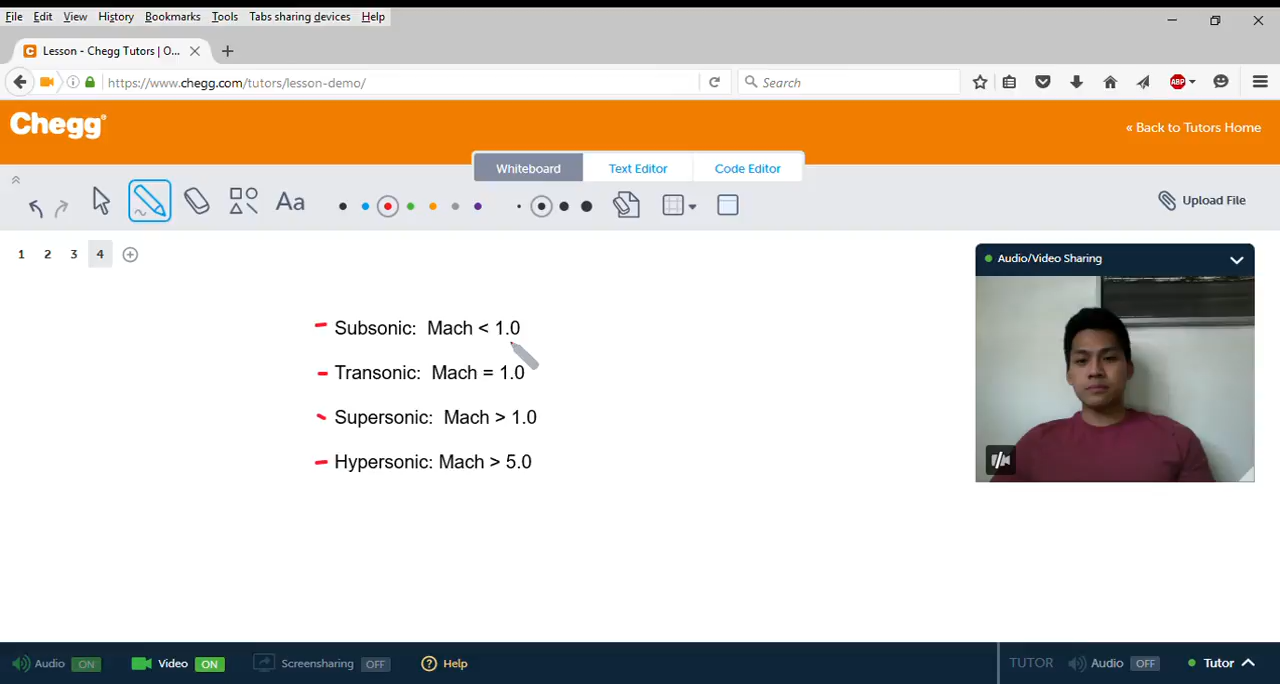 File Edit View History Bookmarks Tools Tabs sharing devices Help
Lesson - Chegg Tutors | O...
https://www.chegg.com/tutors/lesson-demo/
Search
ABP
Chegg
« Back to Tutors Home
Whiteboard Text Editor Code Editor
Aa
Upload File
1 2 3 4
Audio/Video Sharing
Subsonic: Mach < 1.0
Transonic: Mach = 1.0
Supersonic: Mach > 1.0
Hypersonic: Mach > 5.0
Audio ON Video ON Screensharing OFF ? Help TUTOR Audio OFF Tutor